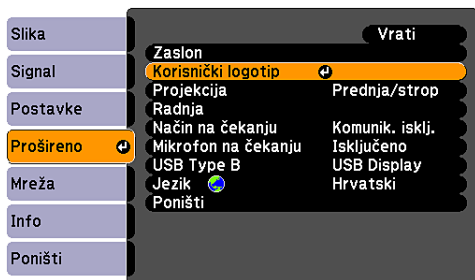 Slika
Signal
Postavke
Prošireno
Mreža
Info
Poništi
Vrati
Zaslon
Korisnički logotip
Projekcija Prednja/strop
Radnja
Način na čekanju Komunik. isklj.
Mikrofon na čekanju Isključeno
USB Type B USB Display
Jezik Hrvatski
Poništi